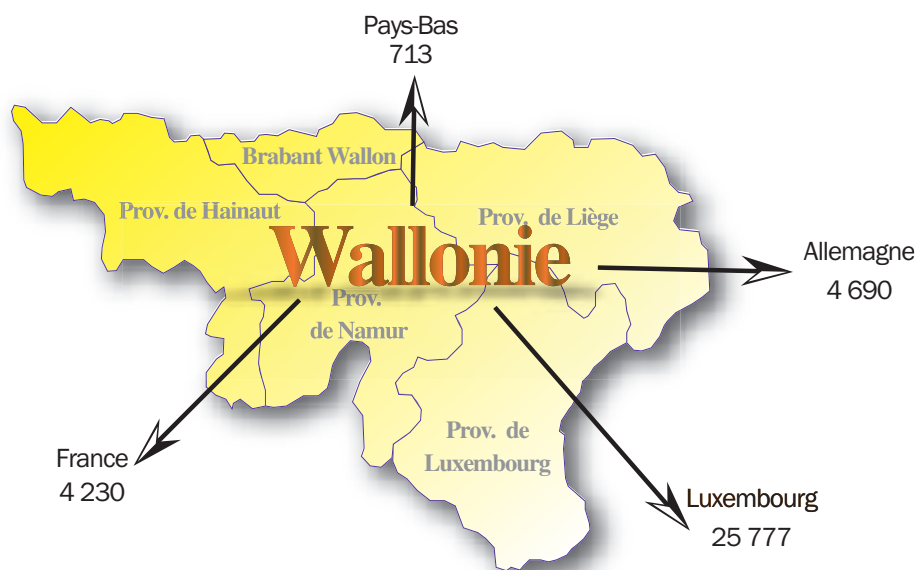 Pays-Bas
713
Brabant Wallon
Prov. de Hainaut
Prov. de Liège
Wallonie
Allemagne
4 690
Prov.
de Namur
Prov. de
Luxembourg
France
4 230
Luxembourg
25 777